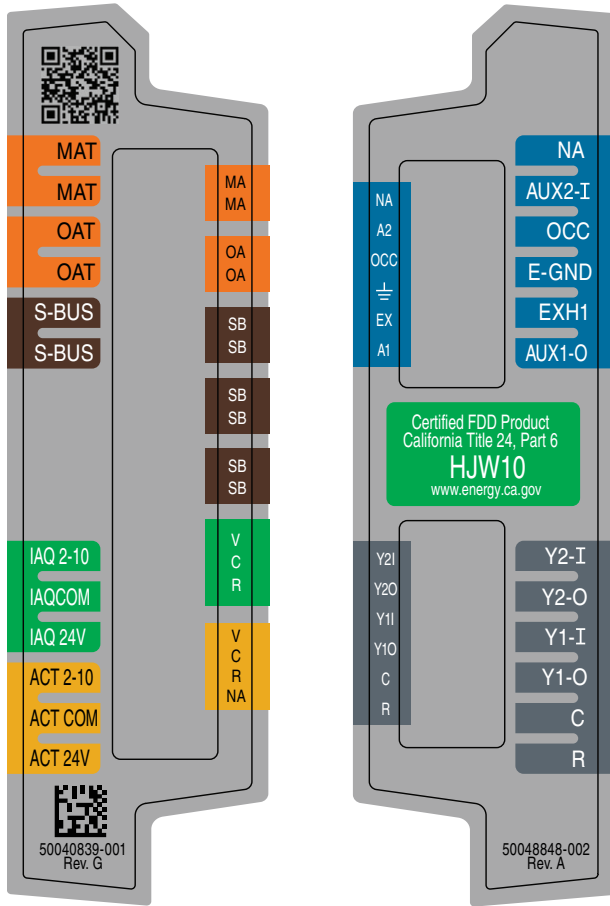 MAT
MAT
OAT
OAT
S-BUS
S-BUS
IAQ 2-10
IAQCOM
IAQ 24V
ACT 2-10
ACT COM
ACT 24V
50040839-001
Rev. G
MA
MA
OA
OA
SB
SB
SB
SB
SB
SB
V
C
R
V
C
R
NA
NA
A2
OCC
EX
A1
NA
AUX2-I
OCC
E-GND
EXH1
AUX1-O
Certified FDD Product
California Title 24, Part 6
HJW10
www.energy.ca.gov
Y2I
Y2O
Y1I
Y1O
C
R
Y2-I
Y2-O
Y1-I
Y1-O
C
R
50048848-002
Rev. A